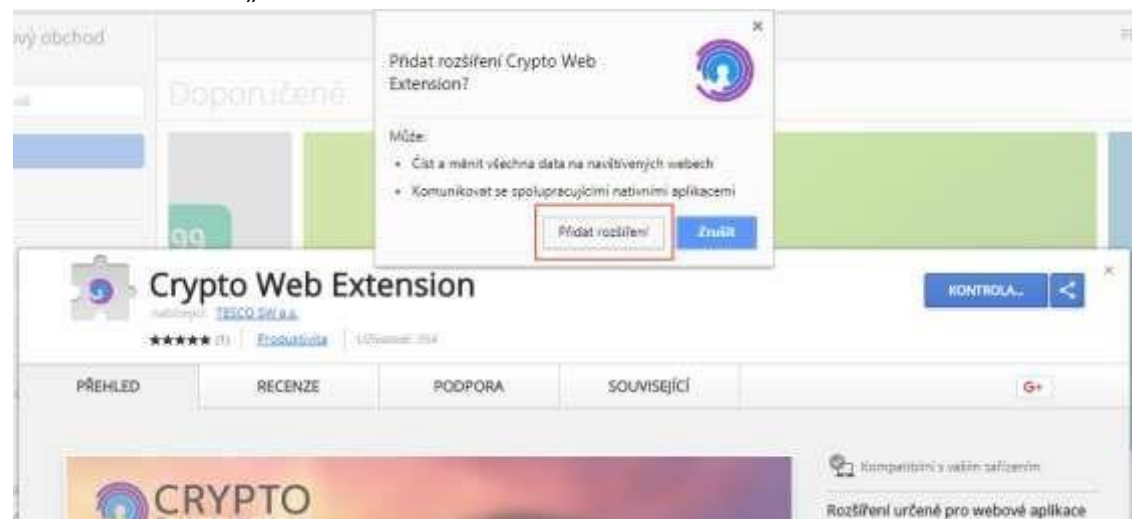 „
obchod
Doporučené
Přidat rozšíření Crypto Web
Extension?
×
Může:
• Číst a měnit všechna data na navštívených webech
• Komunikovat se spolupracujícími nativními aplikacemi
Přidat rozšíření
Zrušit
99
Crypto Web Extension
TESCO SW a.s.
★★★★★ (1)
Produktivita
KONTROLA...
×
PŘEHLED
RECENZE
PODPORA
SOUVISEJÍCÍ
G+
Kompatibilní s vaším zařízením
CRYPTO
Rozšíření určené pro webové aplikace